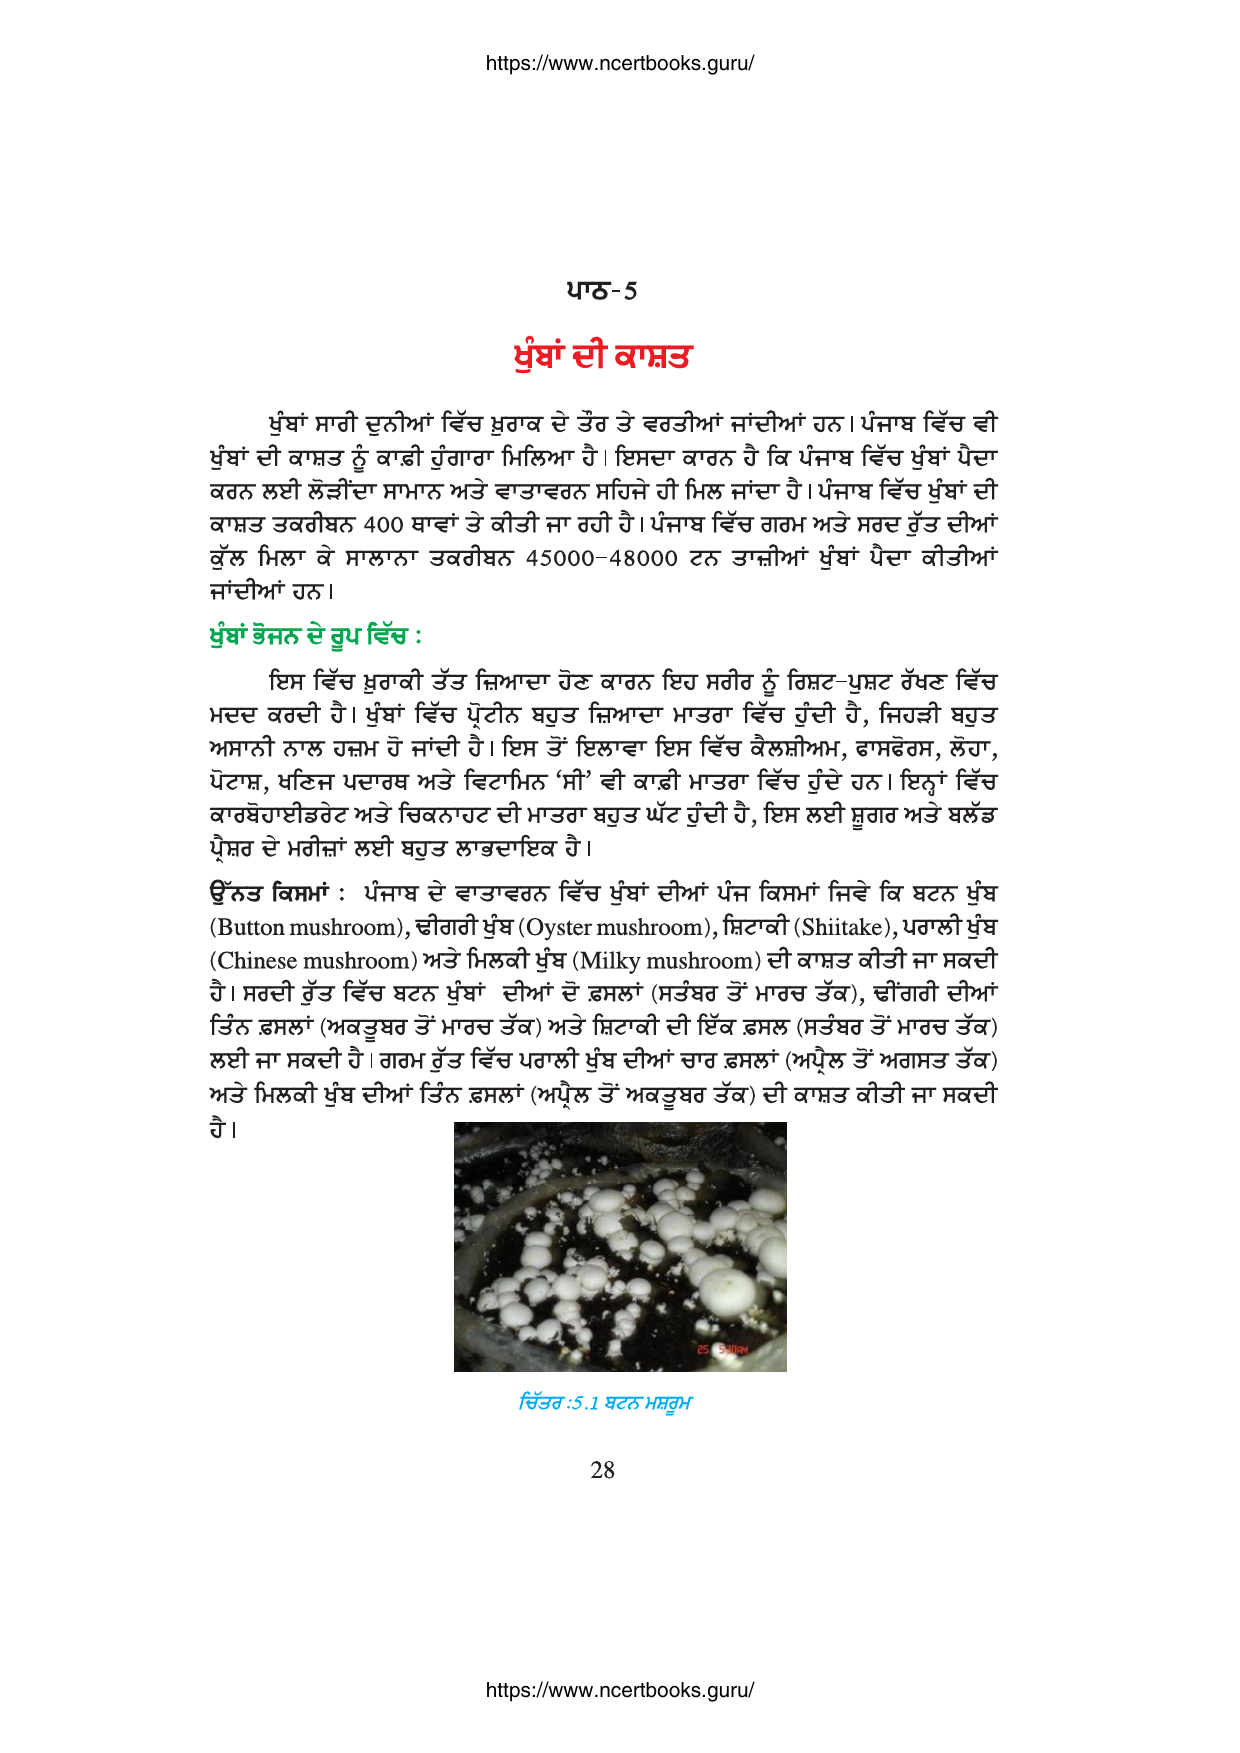 https://www.ncertbooks.guru/
ਪਾਠ-5
ਖੁੰਬਾਂ ਦੀ ਕਾਸ਼ਤ
ਖੁੰਬਾਂ ਸਾਰੀ ਦੁਨੀਆਂ ਵਿੱਚ ਖ਼ੁਰਾਕ ਦੇ ਤੌਰ ਤੇ ਵਰਤੀਆਂ ਜਾਂਦੀਆਂ ਹਨ। ਪੰਜਾਬ ਵਿੱਚ ਵੀ
ਖੁੰਬਾਂ ਦੀ ਕਾਸ਼ਤ ਨੂੰ ਕਾਫ਼ੀ ਹੁੰਗਾਰਾ ਮਿਲਿਆ ਹੈ। ਇਸਦਾ ਕਾਰਨ ਹੈ ਕਿ ਪੰਜਾਬ ਵਿੱਚ ਖੁੰਬਾਂ ਪੈਦਾ
ਕਰਨ ਲਈ ਲੋੜੀਂਦਾ ਸਾਮਾਨ ਅਤੇ ਵਾਤਾਵਰਨ ਸਹਿਜੇ ਹੀ ਮਿਲ ਜਾਂਦਾ ਹੈ। ਪੰਜਾਬ ਵਿੱਚ ਖੁੰਬਾਂ ਦੀ
ਕਾਸ਼ਤ ਤਕਰੀਬਨ 400 ਥਾਵਾਂ ਤੇ ਕੀਤੀ ਜਾ ਰਹੀ ਹੈ। ਪੰਜਾਬ ਵਿੱਚ ਗਰਮ ਅਤੇ ਸਰਦ ਰੁੱਤ ਦੀਆਂ
ਕੁੱਲ ਮਿਲਾ ਕੇ ਸਾਲਾਨਾ ਤਕਰੀਬਨ 45000-48000 ਟਨ ਤਾਜ਼ੀਆਂ ਖੁੰਬਾਂ ਪੈਦਾ ਕੀਤੀਆਂ
ਜਾਂਦੀਆਂ ਹਨ।
ਖੁੰਬਾਂ ਭੋਜਨ ਦੇ ਰੂਪ ਵਿੱਚ :
ਇਸ ਵਿੱਚ ਖ਼ੁਰਾਕੀ ਤੱਤ ਜ਼ਿਆਦਾ ਹੋਣ ਕਾਰਨ ਇਹ ਸਰੀਰ ਨੂੰ ਰਿਸ਼ਟ-ਪੁਸ਼ਟ ਰੱਖਣ ਵਿੱਚ
ਮਦਦ ਕਰਦੀ ਹੈ। ਖੁੰਬਾਂ ਵਿੱਚ ਪ੍ਰੋਟੀਨ ਬਹੁਤ ਜ਼ਿਆਦਾ ਮਾਤਰਾ ਵਿੱਚ ਹੁੰਦੀ ਹੈ, ਜਿਹੜੀ ਬਹੁਤ
ਅਸਾਨੀ ਨਾਲ ਹਜ਼ਮ ਹੋ ਜਾਂਦੀ ਹੈ। ਇਸ ਤੋਂ ਇਲਾਵਾ ਇਸ ਵਿੱਚ ਕੈਲਸ਼ੀਅਮ, ਫਾਸਫੋਰਸ, ਲੋਹਾ,
ਪੋਟਾਸ਼, ਖਣਿਜ ਪਦਾਰਥ ਅਤੇ ਵਿਟਾਮਿਨ ‘ਸੀ’ ਵੀ ਕਾਫ਼ੀ ਮਾਤਰਾ ਵਿੱਚ ਹੁੰਦੇ ਹਨ। ਇਨ੍ਹਾਂ ਵਿੱਚ
ਕਾਰਬੋਹਾਈਡਰੇਟ ਅਤੇ ਚਿਕਨਾਹਟ ਦੀ ਮਾਤਰਾ ਬਹੁਤ ਘੱਟ ਹੁੰਦੀ ਹੈ, ਇਸ ਲਈ ਸ਼ੂਗਰ ਅਤੇ ਬਲੱਡ
ਪ੍ਰੈਸ਼ਰ ਦੇ ਮਰੀਜ਼ਾਂ ਲਈ ਬਹੁਤ ਲਾਭਦਾਇਕ ਹੈ।
ਉੱਨਤ ਕਿਸਮਾਂ : ਪੰਜਾਬ ਦੇ ਵਾਤਾਵਰਨ ਵਿੱਚ ਖੁੰਬਾਂ ਦੀਆਂ ਪੰਜ ਕਿਸਮਾਂ ਜਿਵੇ ਕਿ ਬਟਨ ਖੁੰਬ
(Button mushroom), ਢੀਗਰੀ ਖੁੰਬ (Oyster mushroom), ਸ਼ਿਟਾਕੀ (Shiitake), ਪਰਾਲੀ ਖੁੰਬ
(Chinese mushroom) ਅਤੇ ਮਿਲਕੀ ਖੁੰਬ (Milky mushroom) ਦੀ ਕਾਸ਼ਤ ਕੀਤੀ ਜਾ ਸਕਦੀ
ਹੈ। ਸਰਦੀ ਰੁੱਤ ਵਿੱਚ ਬਟਨ ਖੁੰਬਾਂ ਦੀਆਂ ਦੋ ਫ਼ਸਲਾਂ (ਸਤੰਬਰ ਤੋਂ ਮਾਰਚ ਤੱਕ), ਢੀਂਗਰੀ ਦੀਆਂ
ਤਿੰਨ ਫ਼ਸਲਾਂ (ਅਕਤੂਬਰ ਤੋਂ ਮਾਰਚ ਤੱਕ) ਅਤੇ ਸ਼ਿਟਾਕੀ ਦੀ ਇੱਕ ਫ਼ਸਲ (ਸਤੰਬਰ ਤੋਂ ਮਾਰਚ ਤੱਕ)
ਲਈ ਜਾ ਸਕਦੀ ਹੈ। ਗਰਮ ਰੁੱਤ ਵਿੱਚ ਪਰਾਲੀ ਖੁੰਬ ਦੀਆਂ ਚਾਰ ਫ਼ਸਲਾਂ (ਅਪ੍ਰੈਲ ਤੋਂ ਅਗਸਤ ਤੱਕ)
ਅਤੇ ਮਿਲਕੀ ਖੁੰਬ ਦੀਆਂ ਤਿੰਨ ਫ਼ਸਲਾਂ (ਅਪ੍ਰੈਲ ਤੋਂ ਅਕਤੂਬਰ ਤੱਕ) ਦੀ ਕਾਸ਼ਤ ਕੀਤੀ ਜਾ ਸਕਦੀ
ਹੈ।
25
ਚਿੱਤਰ :5.1 ਬਟਨ ਮਸ਼ਰੂਮ
28
https://www.ncertbooks.guru/